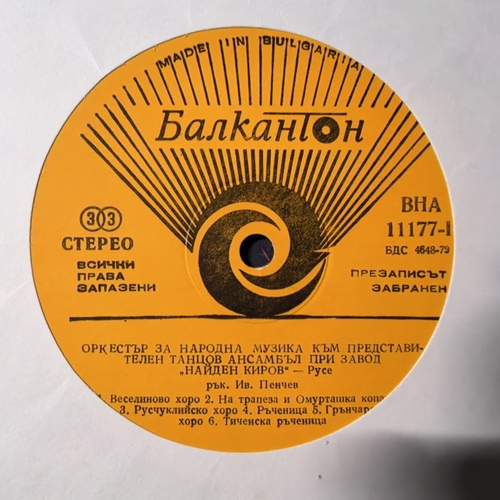 MADE IN BULGARIA
Балкантон
33
СТЕРЕО
ВСИЧКИ
ПРАВА
ЗАПАЗЕНИ
ВНА
11177-I
БДС 4648-79
ПРЕЗАПИСЪТ
ЗАБРАНЕН
ОРКЕСТЪР ЗА НАРОДНА МУЗИКА КЪМ ПРЕДСТАВИ-
ТЕЛЕН ТАНЦОВ АНСАМБЪЛ ПРИ ЗАВОД
„НАЙДЕН КИРОВ" — Русе
рък. Ив. Пенчев
1. Веселиново хоро 2. На трапеза и Омурташка
3. Русчуклийско хоро 4. Ръченица 5.
хоро 6. Тиченска ръченица